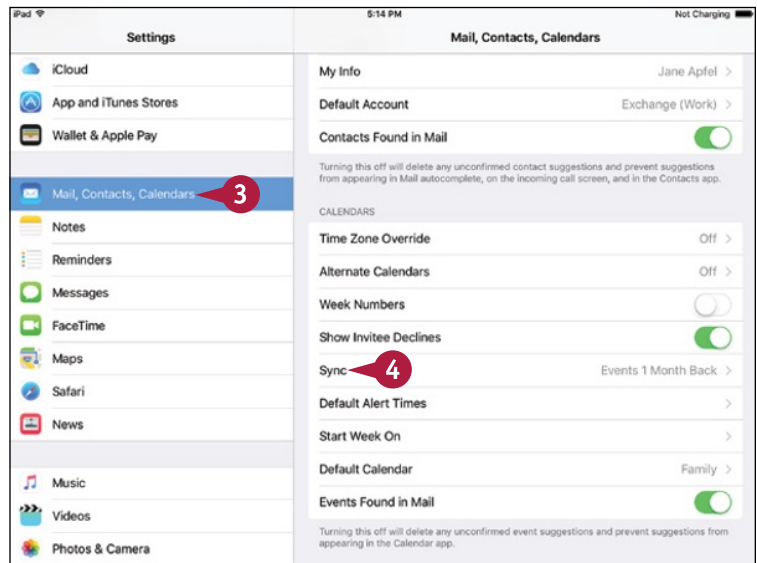 iPad 5:14 PM Not Charging
Settings
Mail, Contacts, Calendars
iCloud
App and iTunes Stores
Wallet & Apple Pay
Mail, Contacts, Calendars 3
Notes
Reminders
Messages
FaceTime
Maps
Safari
News
Music
Videos
Photos & Camera
My Info Jane Apfel >
Default Account Exchange (Work) >
Contacts Found in Mail
Turning this off will delete any unconfirmed contact suggestions and prevent suggestions
from appearing in Mail autocomplete, on the incoming call screen, and in the Contacts app.
CALENDARS
Time Zone Override Off >
Alternate Calendars Off >
Week Numbers
Show Invitee Declines
Sync 4 Events 1 Month Back >
Default Alert Times >
Start Week On >
Default Calendar Family >
Events Found in Mail
Turning this off will delete any unconfirmed event suggestions and prevent suggestions from
appearing in the Calendar app.